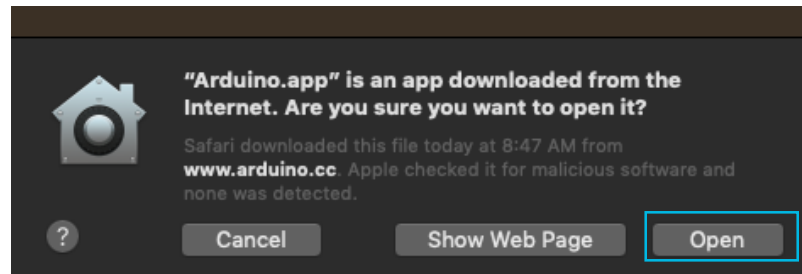 “Arduino.app” is an app downloaded from the
Internet. Are you sure you want to open it?
Safari downloaded this file today at 8:47 AM from
www.arduino.cc. Apple checked it for malicious software and
none was detected.
? Cancel Show Web Page Open